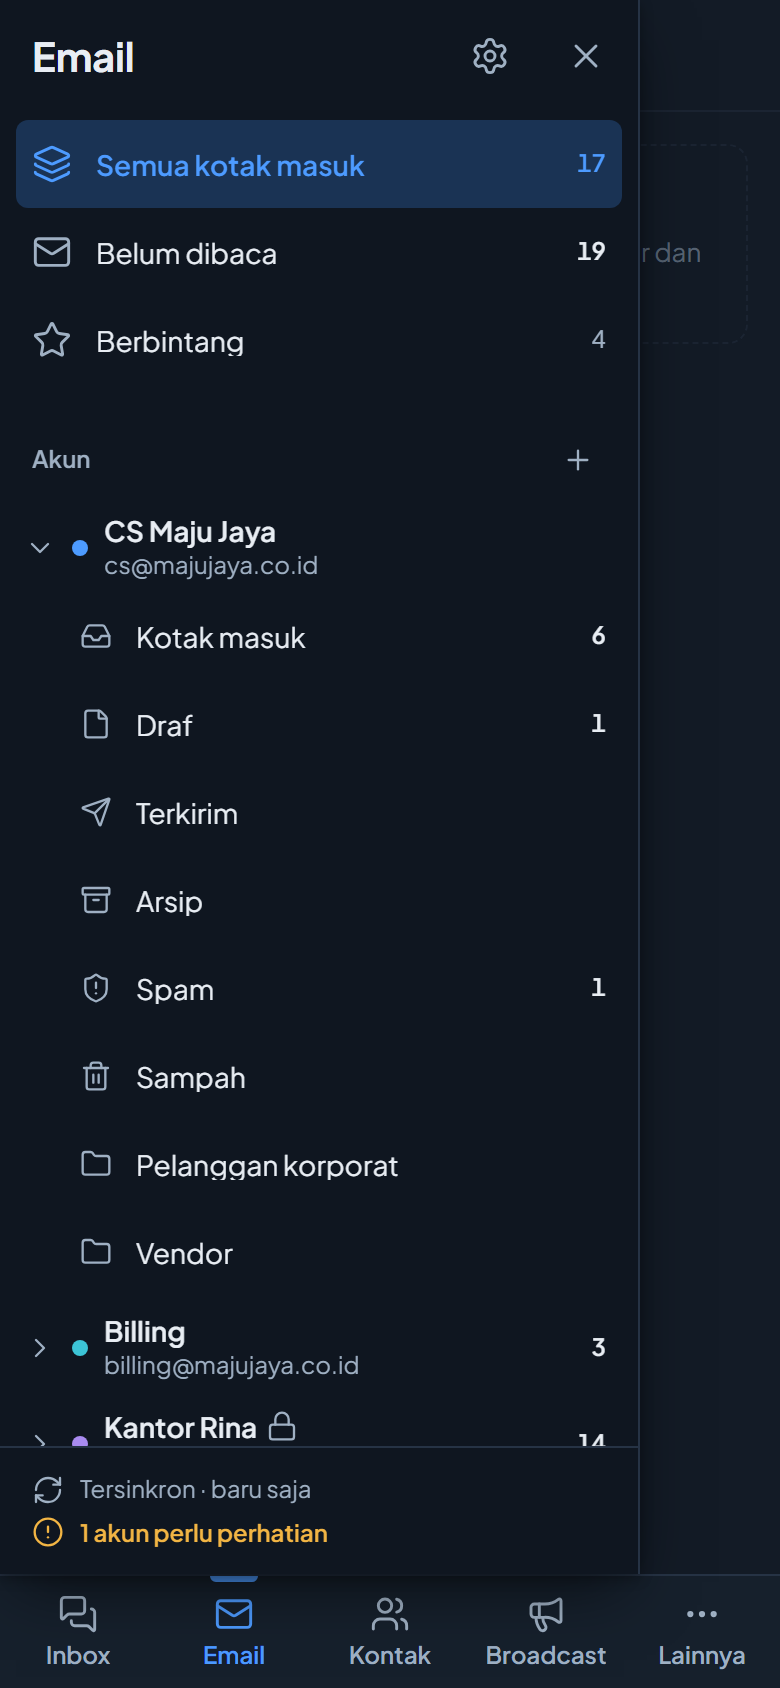 Email
Semua kotak masuk 17
Belum dibaca 19
r dan
Berbintang 4
Akun
CS Maju Jaya
cs@majujaya.co.id
Kotak masuk 6
Draf 1
Terkirim
Arsip
Spam 1
Sampah
Pelanggan korporat
Vendor
Billing
billing@majujaya.co.id 3
Kantor Rina 14
Tersinkron · baru saja
1 akun perlu perhatian
Inbox Email Kontak Broadcast Lainnya